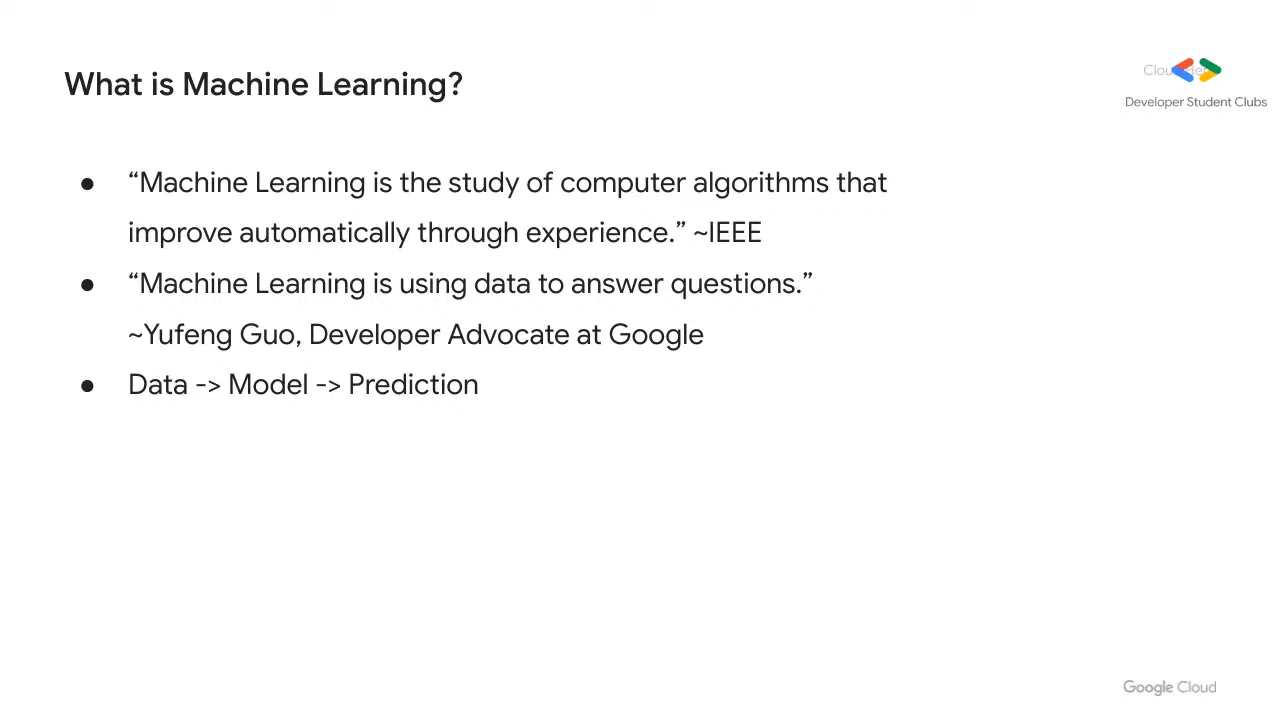 What is Machine Learning?
Developer Student Clubs
● “Machine Learning is the study of computer algorithms that
improve automatically through experience.” ~IEEE
● “Machine Learning is using data to answer questions.”
~Yufeng Guo, Developer Advocate at Google
● Data -> Model -> Prediction
Google Cloud